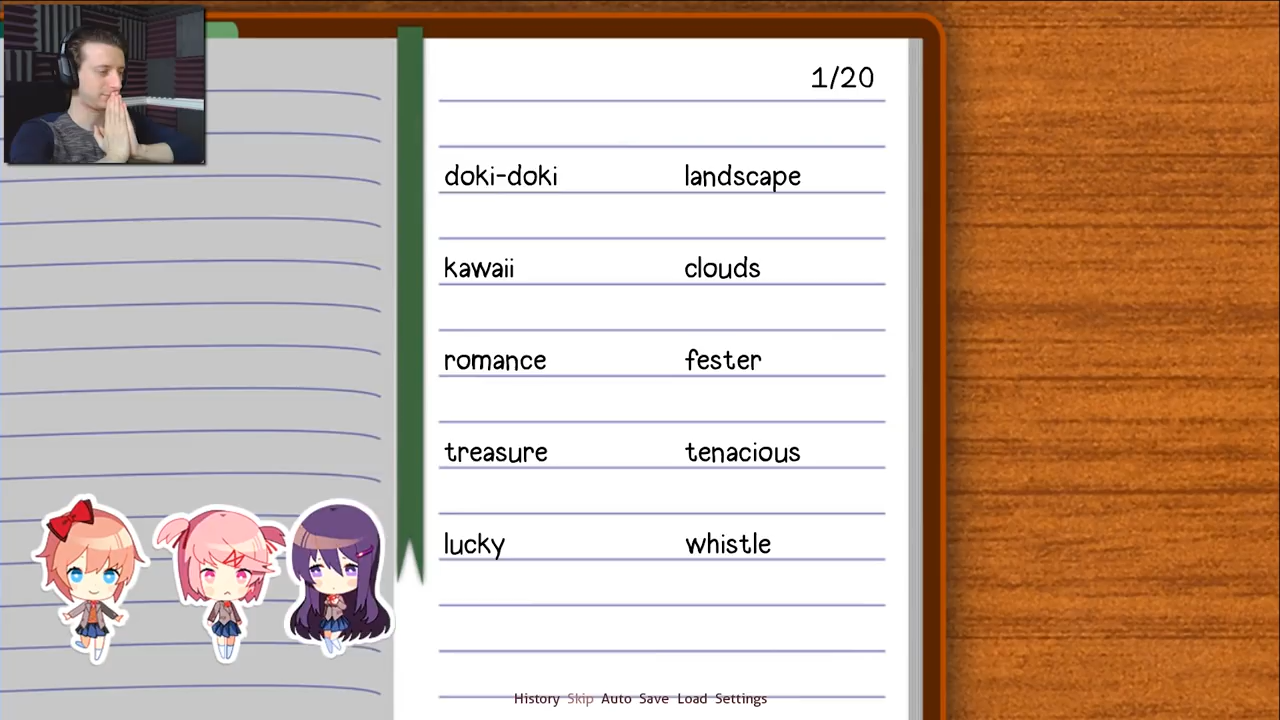 1/20
doki-doki landscape
kawaii clouds
romance fester
treasure tenacious
lucky whistle
History Skip Auto Save Load Settings